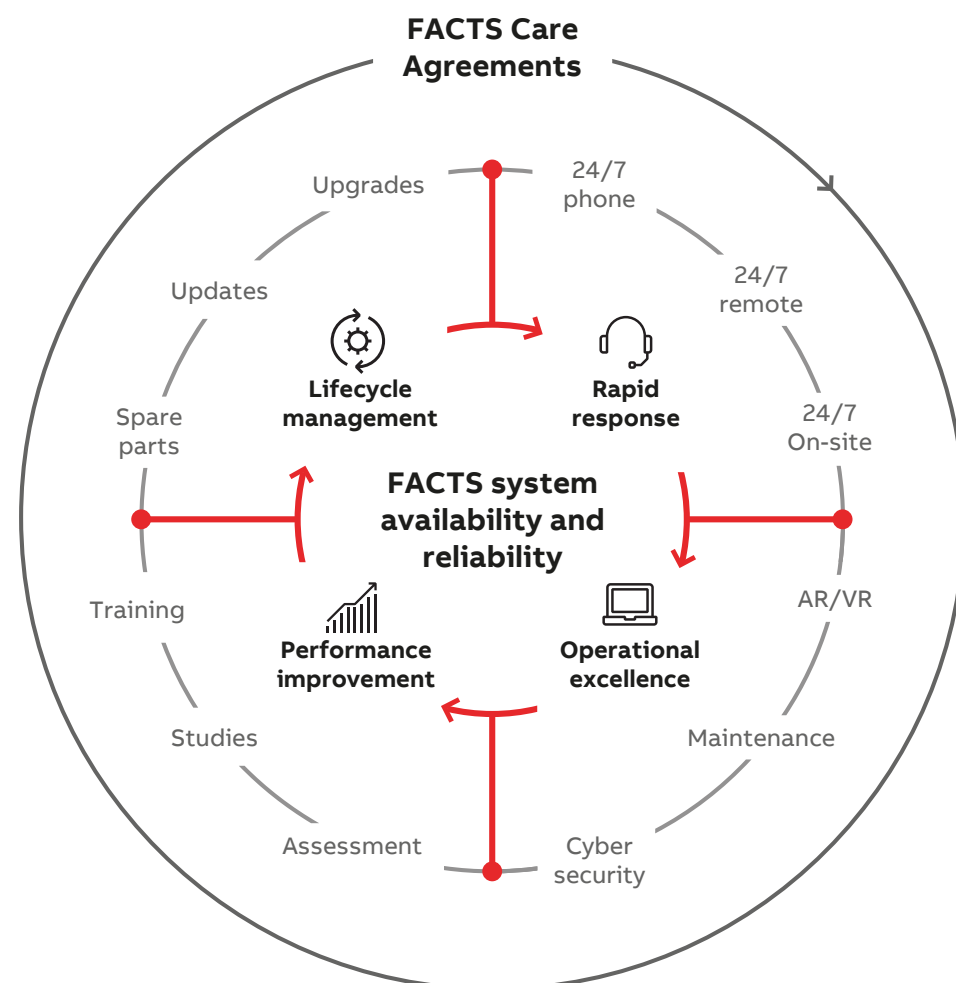 FACTS Care
Agreements
Upgrades
24/7
phone
Updates
24/7
remote
Lifecycle
management
Rapid
response
Spare
parts
24/7
On-site
FACTS system
availability and
reliability
Training
AR/VR
Performance
improvement
Operational
excellence
Studies
Maintenance
Assessment
Cyber
security